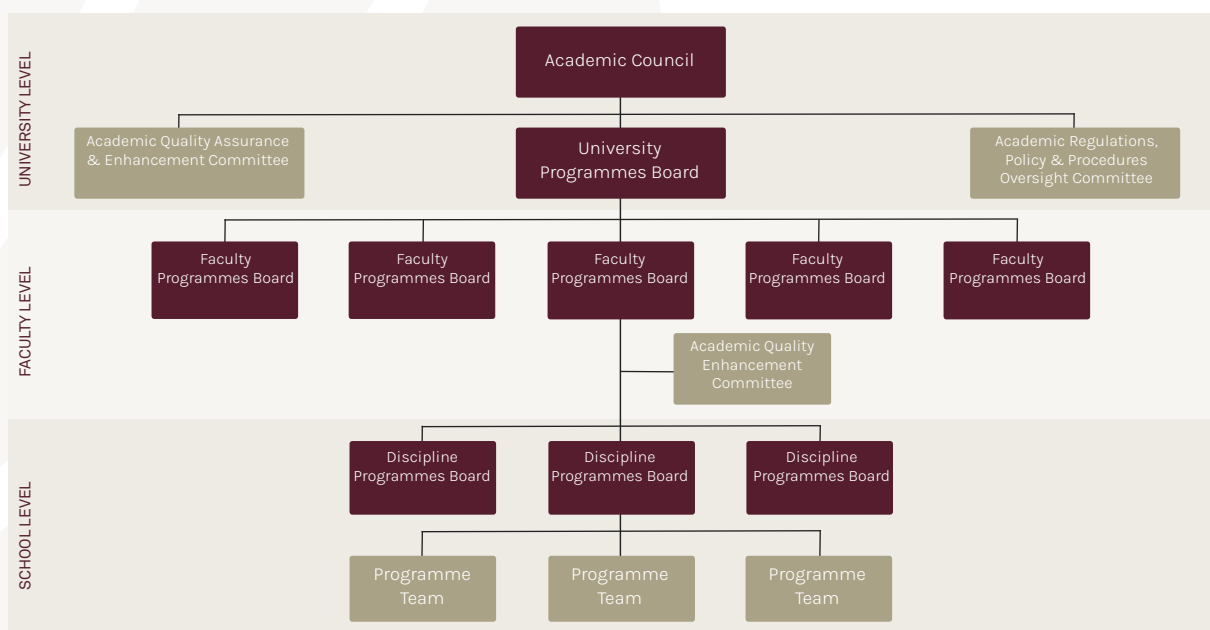 UNIVERSITY LEVEL
Academic Council
Academic Quality Assurance
& Enhancement Committee
University
Programmes Board
Academic Regulations,
Policy & Procedures
Oversight Committee
FACULTY LEVEL
Faculty
Programmes Board
Faculty
Programmes Board
Faculty
Programmes Board
Faculty
Programmes Board
Faculty
Programmes Board
Academic Quality
Enhancement
Committee
SCHOOL LEVEL
Discipline
Programmes Board
Discipline
Programmes Board
Discipline
Programmes Board
Programme
Team
Programme
Team
Programme
Team